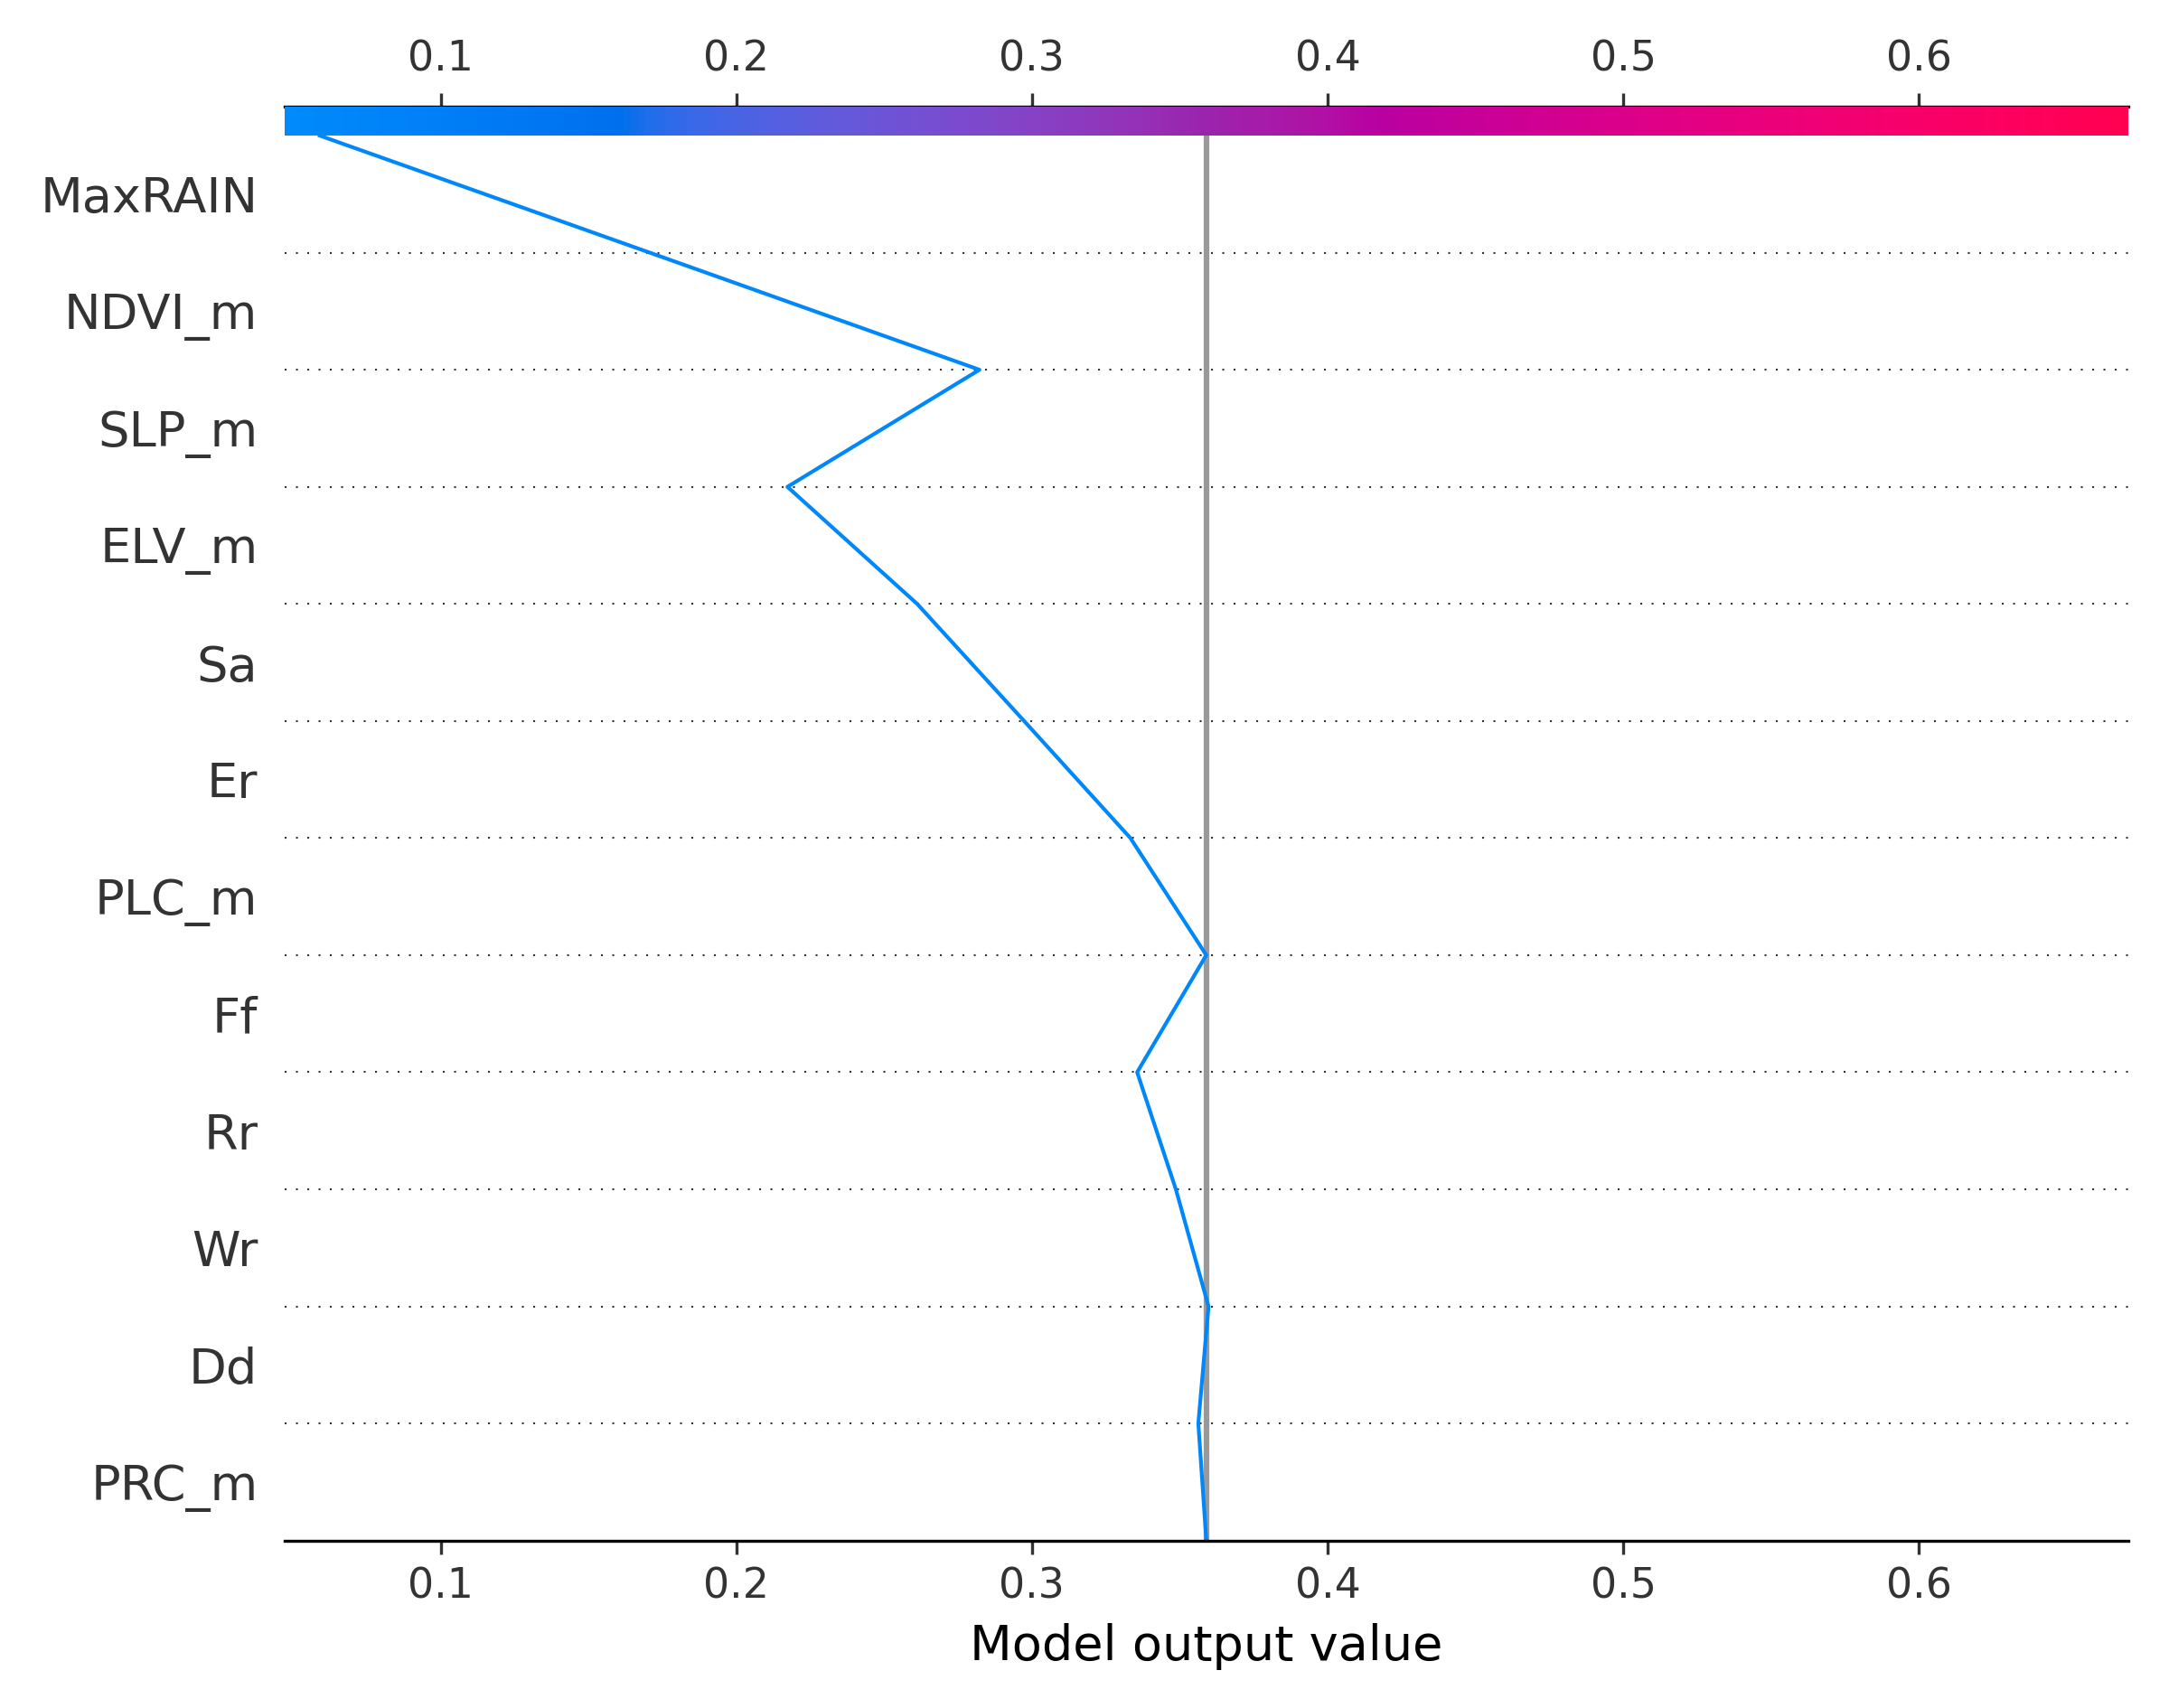 0.1 0.2 0.3 0.4 0.5 0.6
MaxRAIN
NDVI_m
SLP_m
ELV_m
Sa
Er
PLC_m
Ff
Rr
Wr
Dd
PRC_m
0.1 0.2 0.3 0.4 0.5 0.6
Model output value